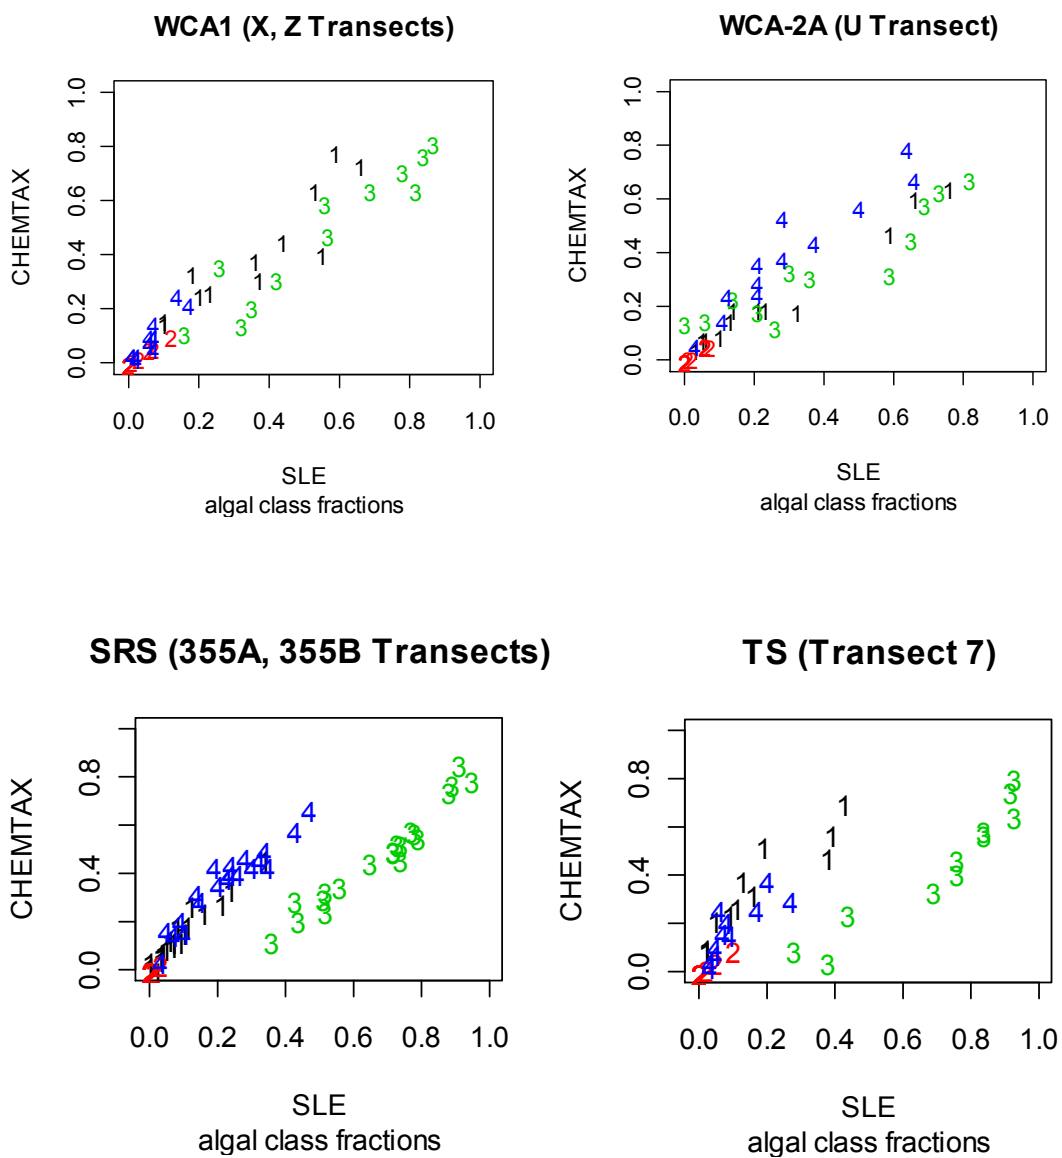 WCA1 (X, Z Transects)
CHEMTAX
1.0
0.8
0.6
0.4
0.2
0.0
0.0 0.2 0.4 0.6 0.8 1.0
SLE
algal class fractions
WCA-2A (U Transect)
CHEMTAX
1.0
0.8
0.6
0.4
0.2
0.0
0.0 0.2 0.4 0.6 0.8 1.0
SLE
algal class fractions
SRS (355A, 355B Transects)
CHEMTAX
0.8
0.4
0.0
0.0 0.2 0.4 0.6 0.8 1.0
SLE
algal class fractions
TS (Transect 7)
CHEMTAX
0.8
0.4
0.0
0.0 0.2 0.4 0.6 0.8 1.0
SLE
algal class fractions